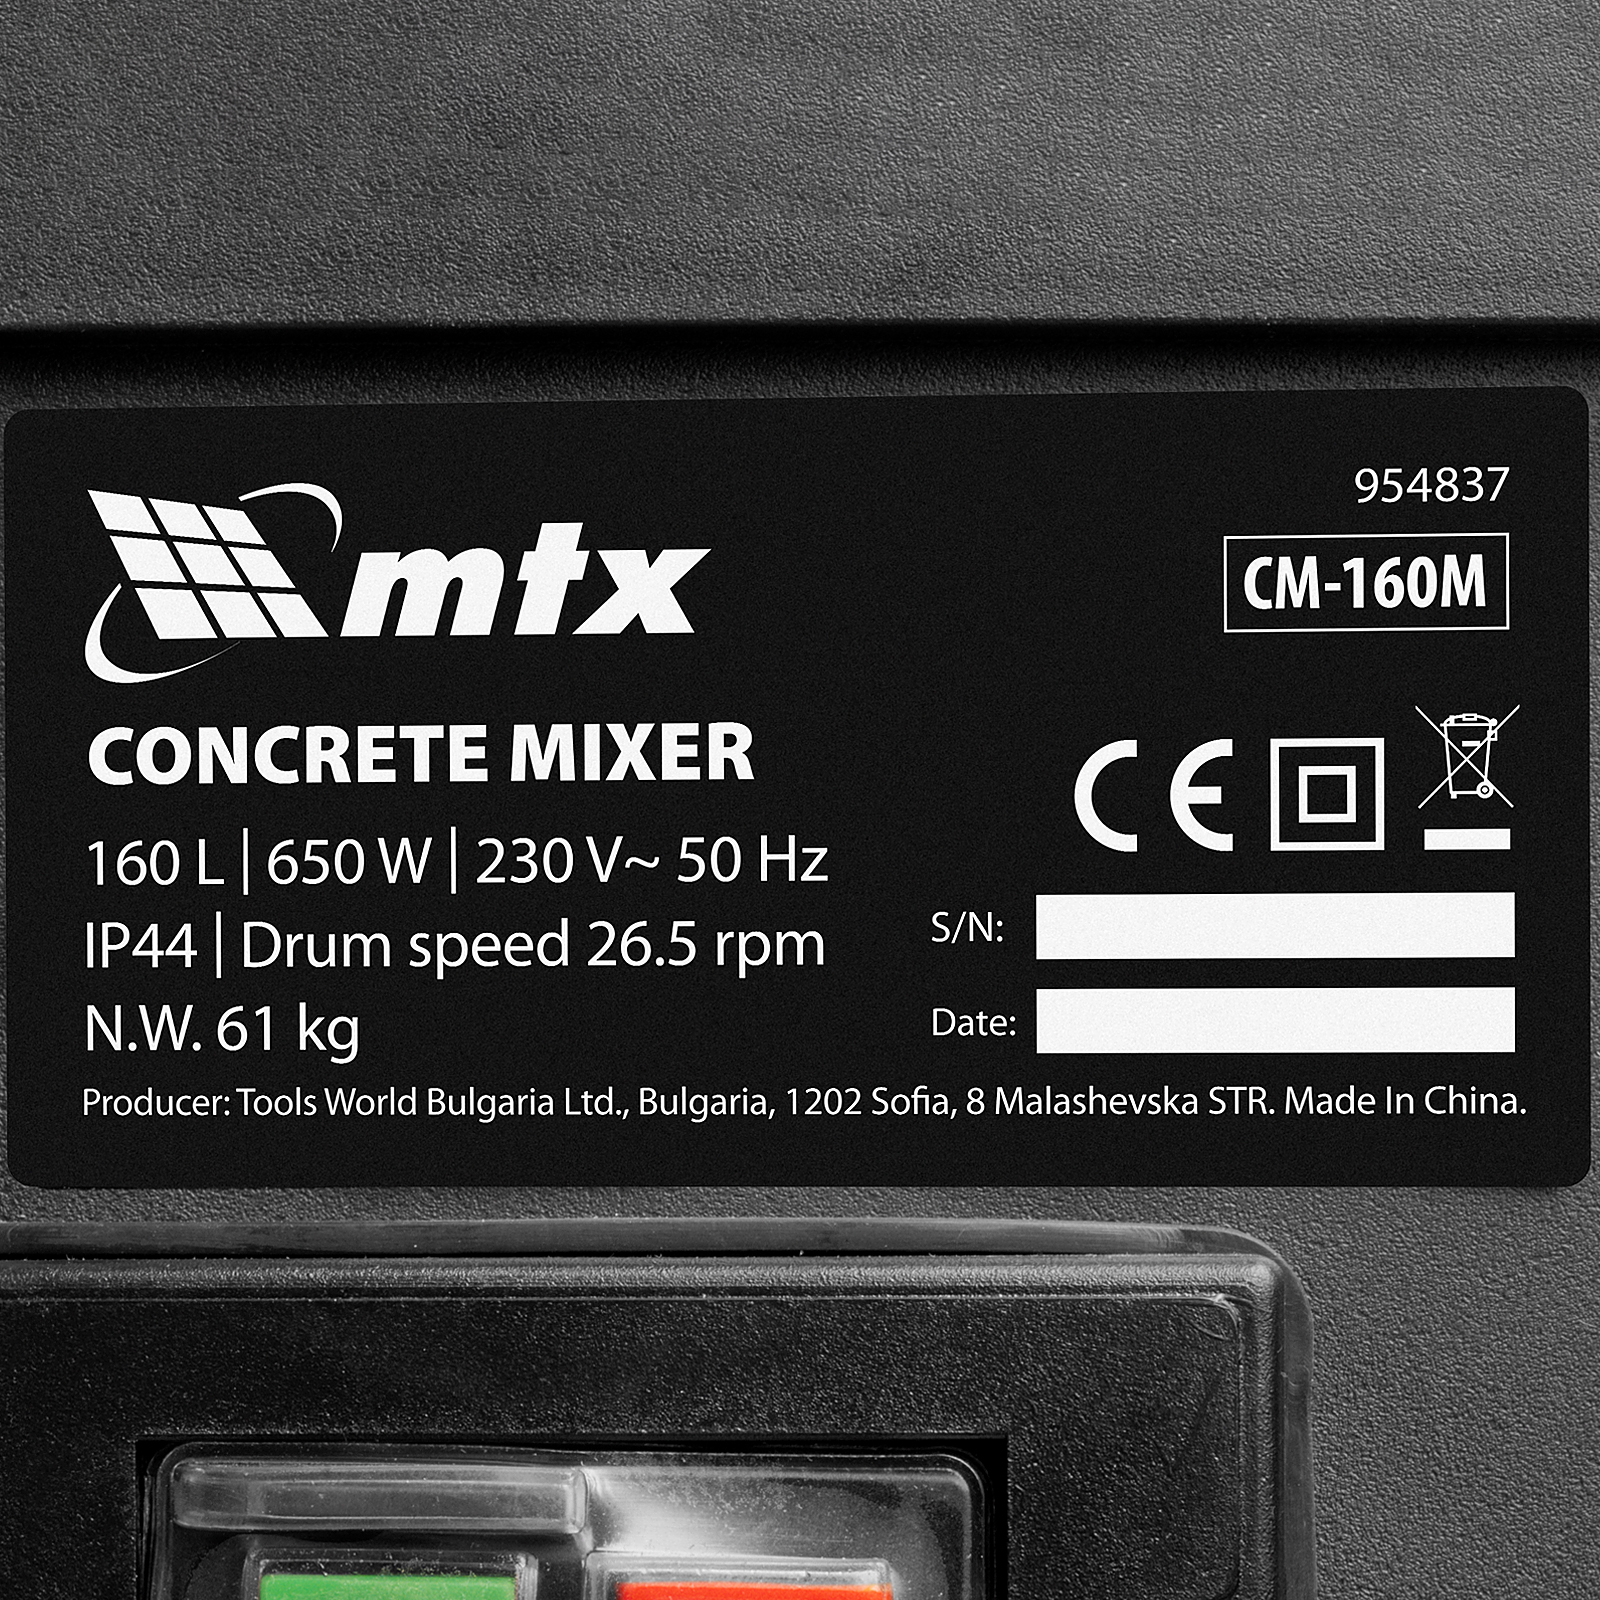 954837
mtx
CM-160M
CONCRETE MIXER
CE
160 L | 650 W | 230 V~ 50 Hz
IP44 | Drum speed 26.5 rpm
S/N:
N.W. 61 kg
Date:
Producer: Tools World Bulgaria Ltd., Bulgaria, 1202 Sofia, 8 Malashevska STR. Made In China.